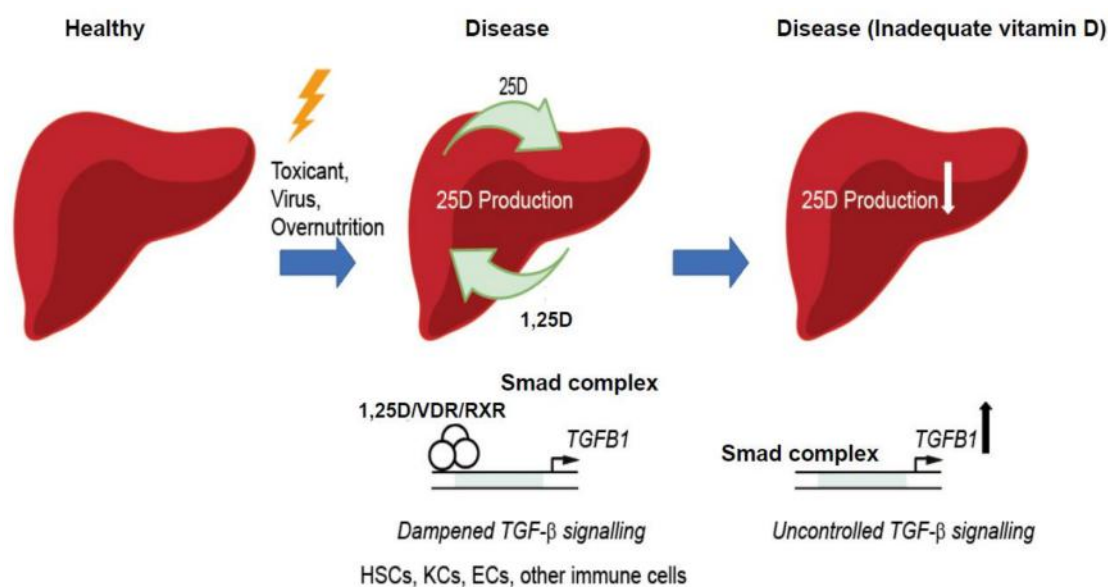 Healthy
Disease
Disease (Inadequate vitamin D)
Toxicant,
Virus,
Overnutrition
25D
25D Production
1,25D
25D Production
Smad complex
1,25D/VDR/RXR
TGFB1
Dampened TGF-β signalling
HSCs, KCs, ECs, other immune cells
Smad complex
TGFB1
Uncontrolled TGF-β signalling